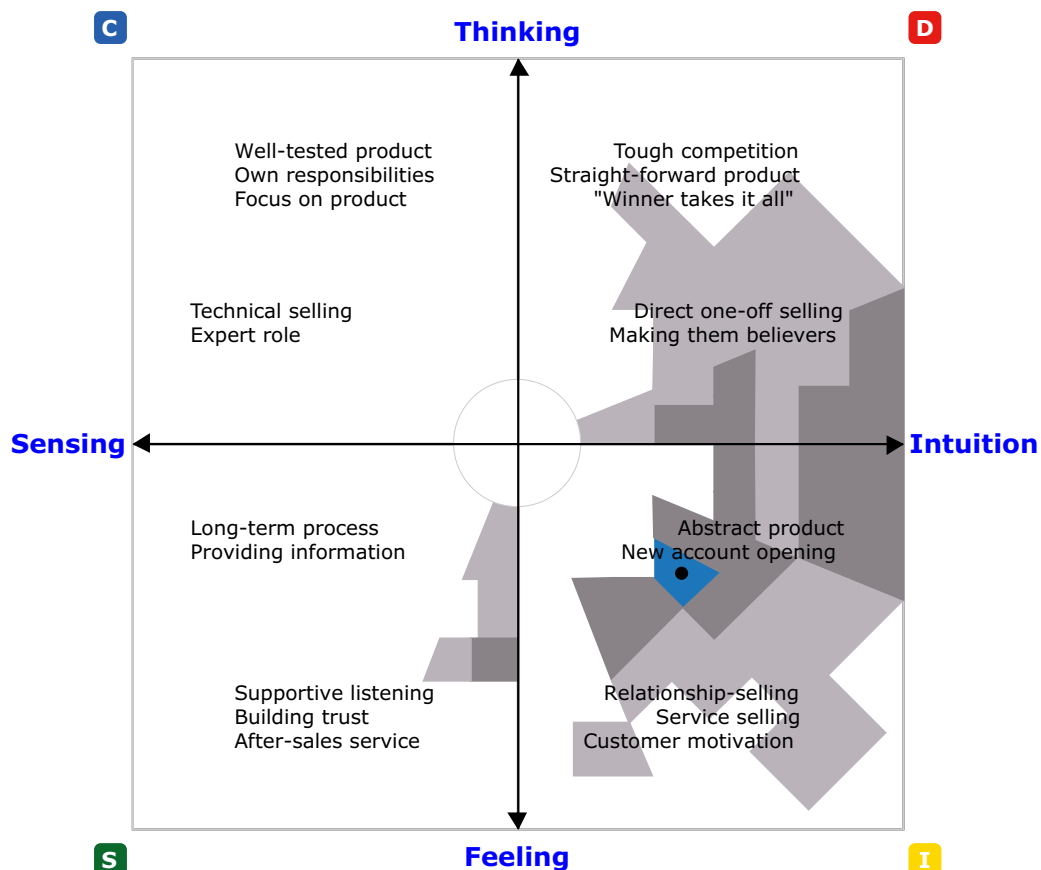 C
Thinking
D
Well-tested product
Own responsibilities
Focus on product
Tough competition
Straight-forward product
"Winner takes it all"
Technical selling
Expert role
Direct one-off selling
Making them believers
Sensing
Intuition
Long-term process
Providing information
Abstract product
New account opening
Supportive listening
Building trust
After-sales service
Relationship-selling
Service selling
Customer motivation
S
Feeling
I